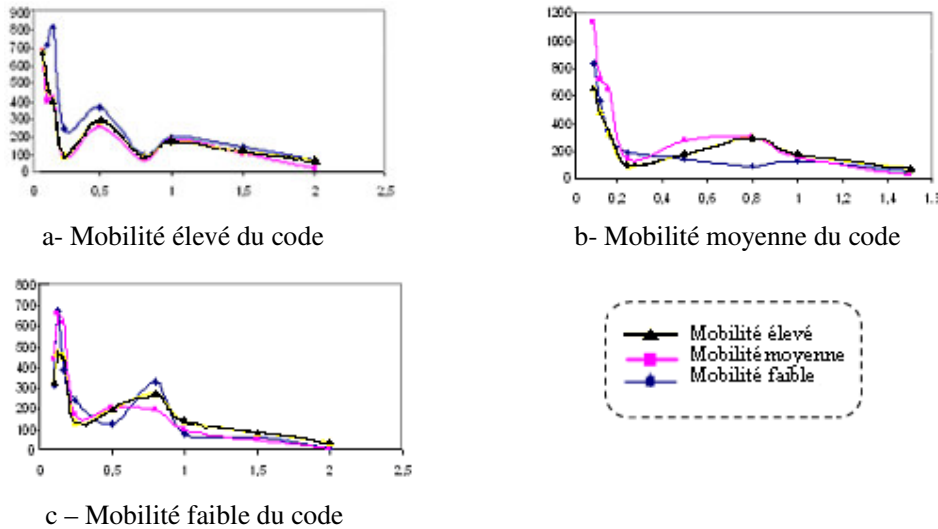 900
800
700
600
500
400
300
200
100
0
0 0,5 1 1,5 2 2,5
a- Mobilité élevé du code
1200
1000
800
600
400
200
0
0 0,2 0,4 0,6 0,8 1 1,2 1,4
b- Mobilité moyenne du code
800
700
600
500
400
300
200
100
0
0 0,5 1 1,5 2 2,5
c – Mobilité faible du code
Mobilité élevé
Mobilité moyenne
Mobilité faible